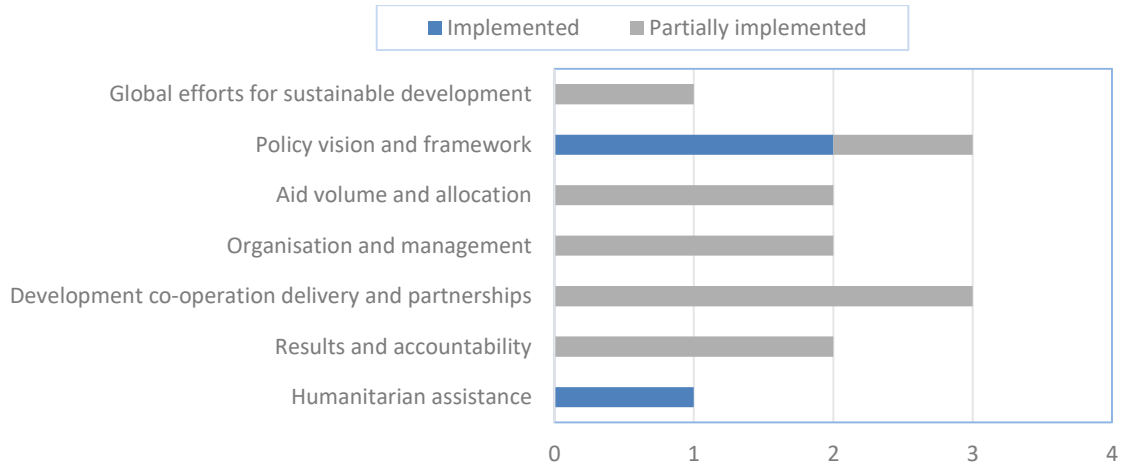 Implemented Partially implemented
Global efforts for sustainable development
Policy vision and framework
Aid volume and allocation
Organisation and management
Development co-operation delivery and partnerships
Results and accountability
Humanitarian assistance
0 1 2 3 4